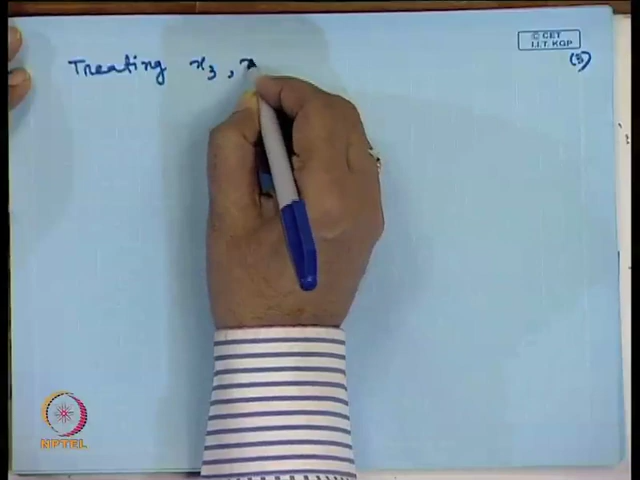 © CET
I.I.T. KGP
(5)
Treating x₃, x
NPTEL